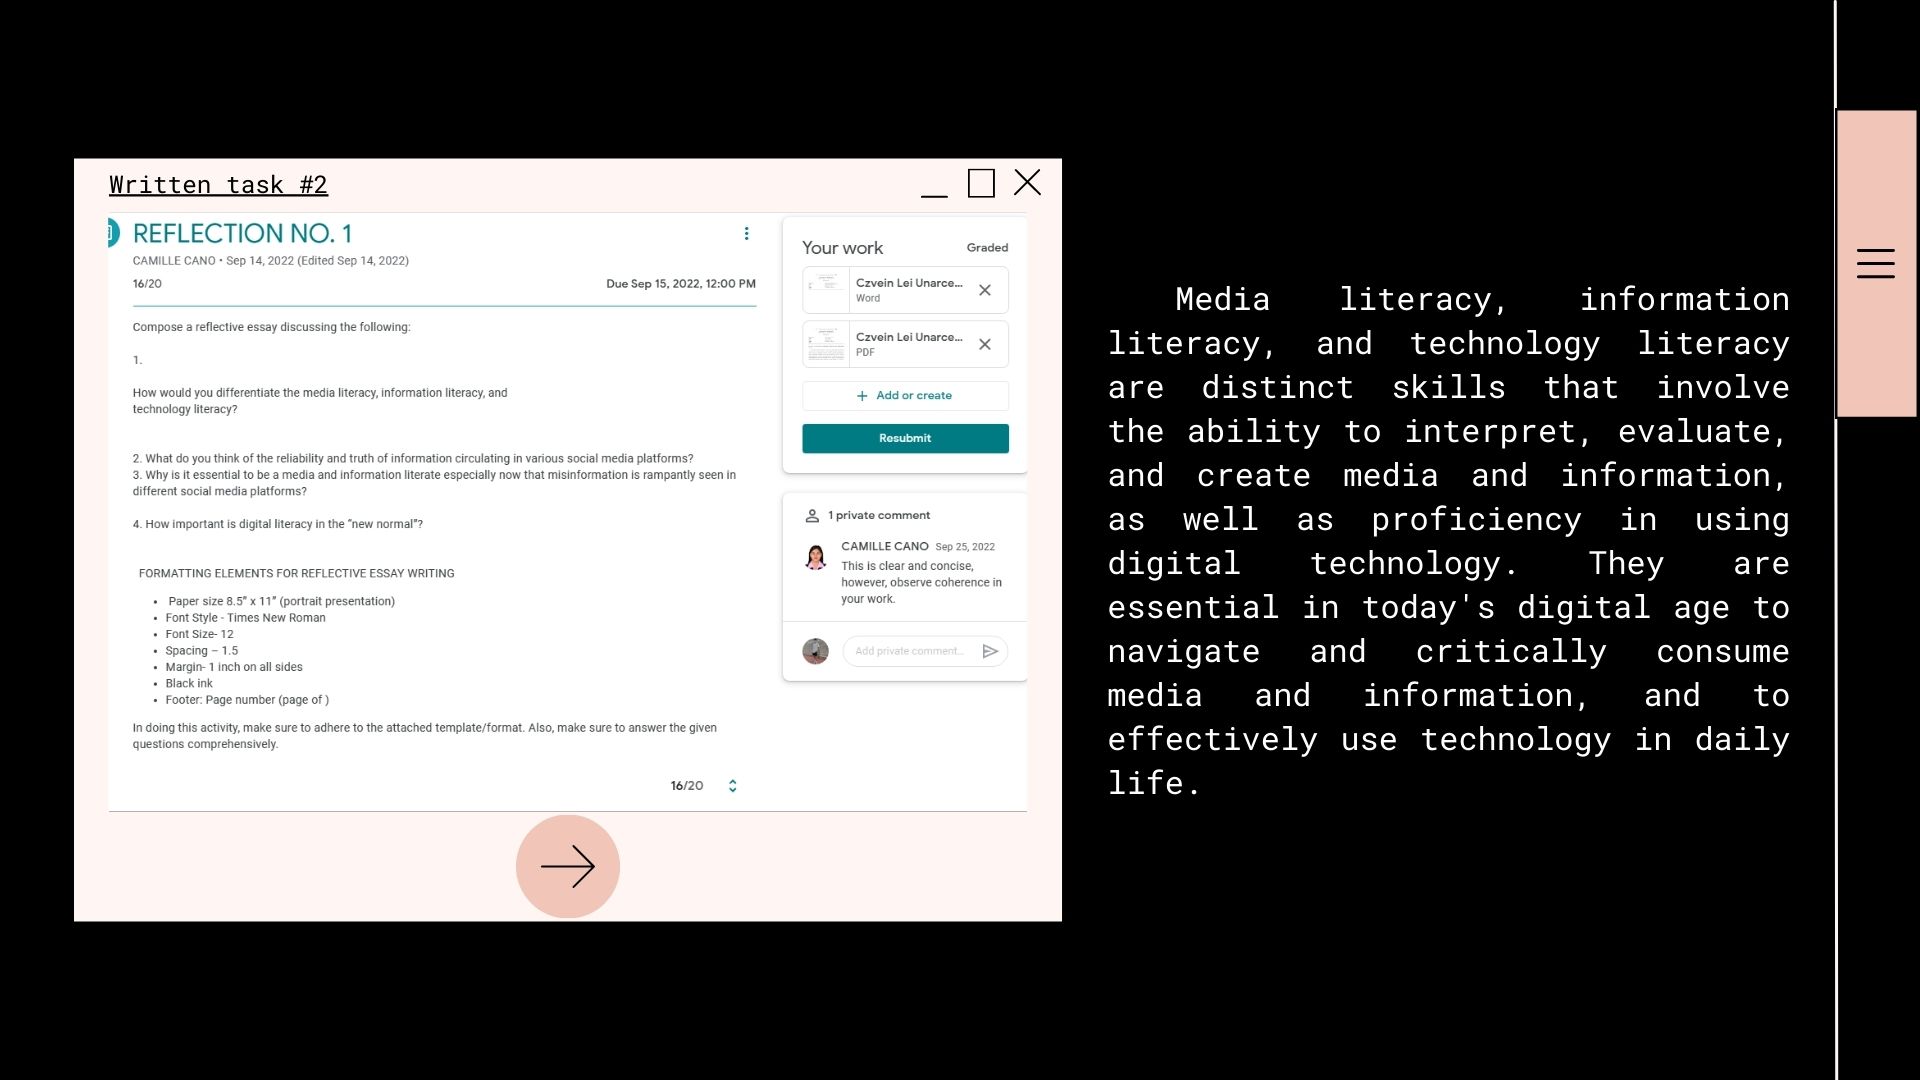 Written task #2
REFLECTION NO. 1
CAMILLE CANO • Sep 14, 2022 (Edited Sep 14, 2022)
16/20
Due Sep 15, 2022, 12:00 PM
Compose a reflective essay discussing the following:
1.
How would you differentiate the media literacy, information literacy, and
technology literacy?
2. What do you think of the reliability and truth of information circulating in various social media platforms?
3. Why is it essential to be a media and information literate especially now that misinformation is rampantly seen in
different social media platforms?
4. How important is digital literacy in the “new normal”?
FORMATTING ELEMENTS FOR REFLECTIVE ESSAY WRITING
• Paper size 8.5” x 11” (portrait presentation)
• Font Style - Times New Roman
• Font Size- 12
• Spacing – 1.5
• Margin- 1 inch on all sides
• Black ink
• Footer: Page number (page of )
In doing this activity, make sure to adhere to the attached template/format. Also, make sure to answer the given
questions comprehensively.
16/20
Your work
Graded
Czvein Lei Unarce...
Word
Czvein Lei Unarce...
PDF
+ Add or create
Resubmit
1 private comment
CAMILLE CANO Sep 25, 2022
This is clear and concise,
however, observe coherence in
your work.
Add private comment...
Media literacy, information
literacy, and technology literacy
are distinct skills that involve
the ability to interpret, evaluate,
and create media and information,
as well as proficiency in using
digital technology. They are
essential in today's digital age to
navigate and critically consume
media and information, and to
effectively use technology in daily
life.